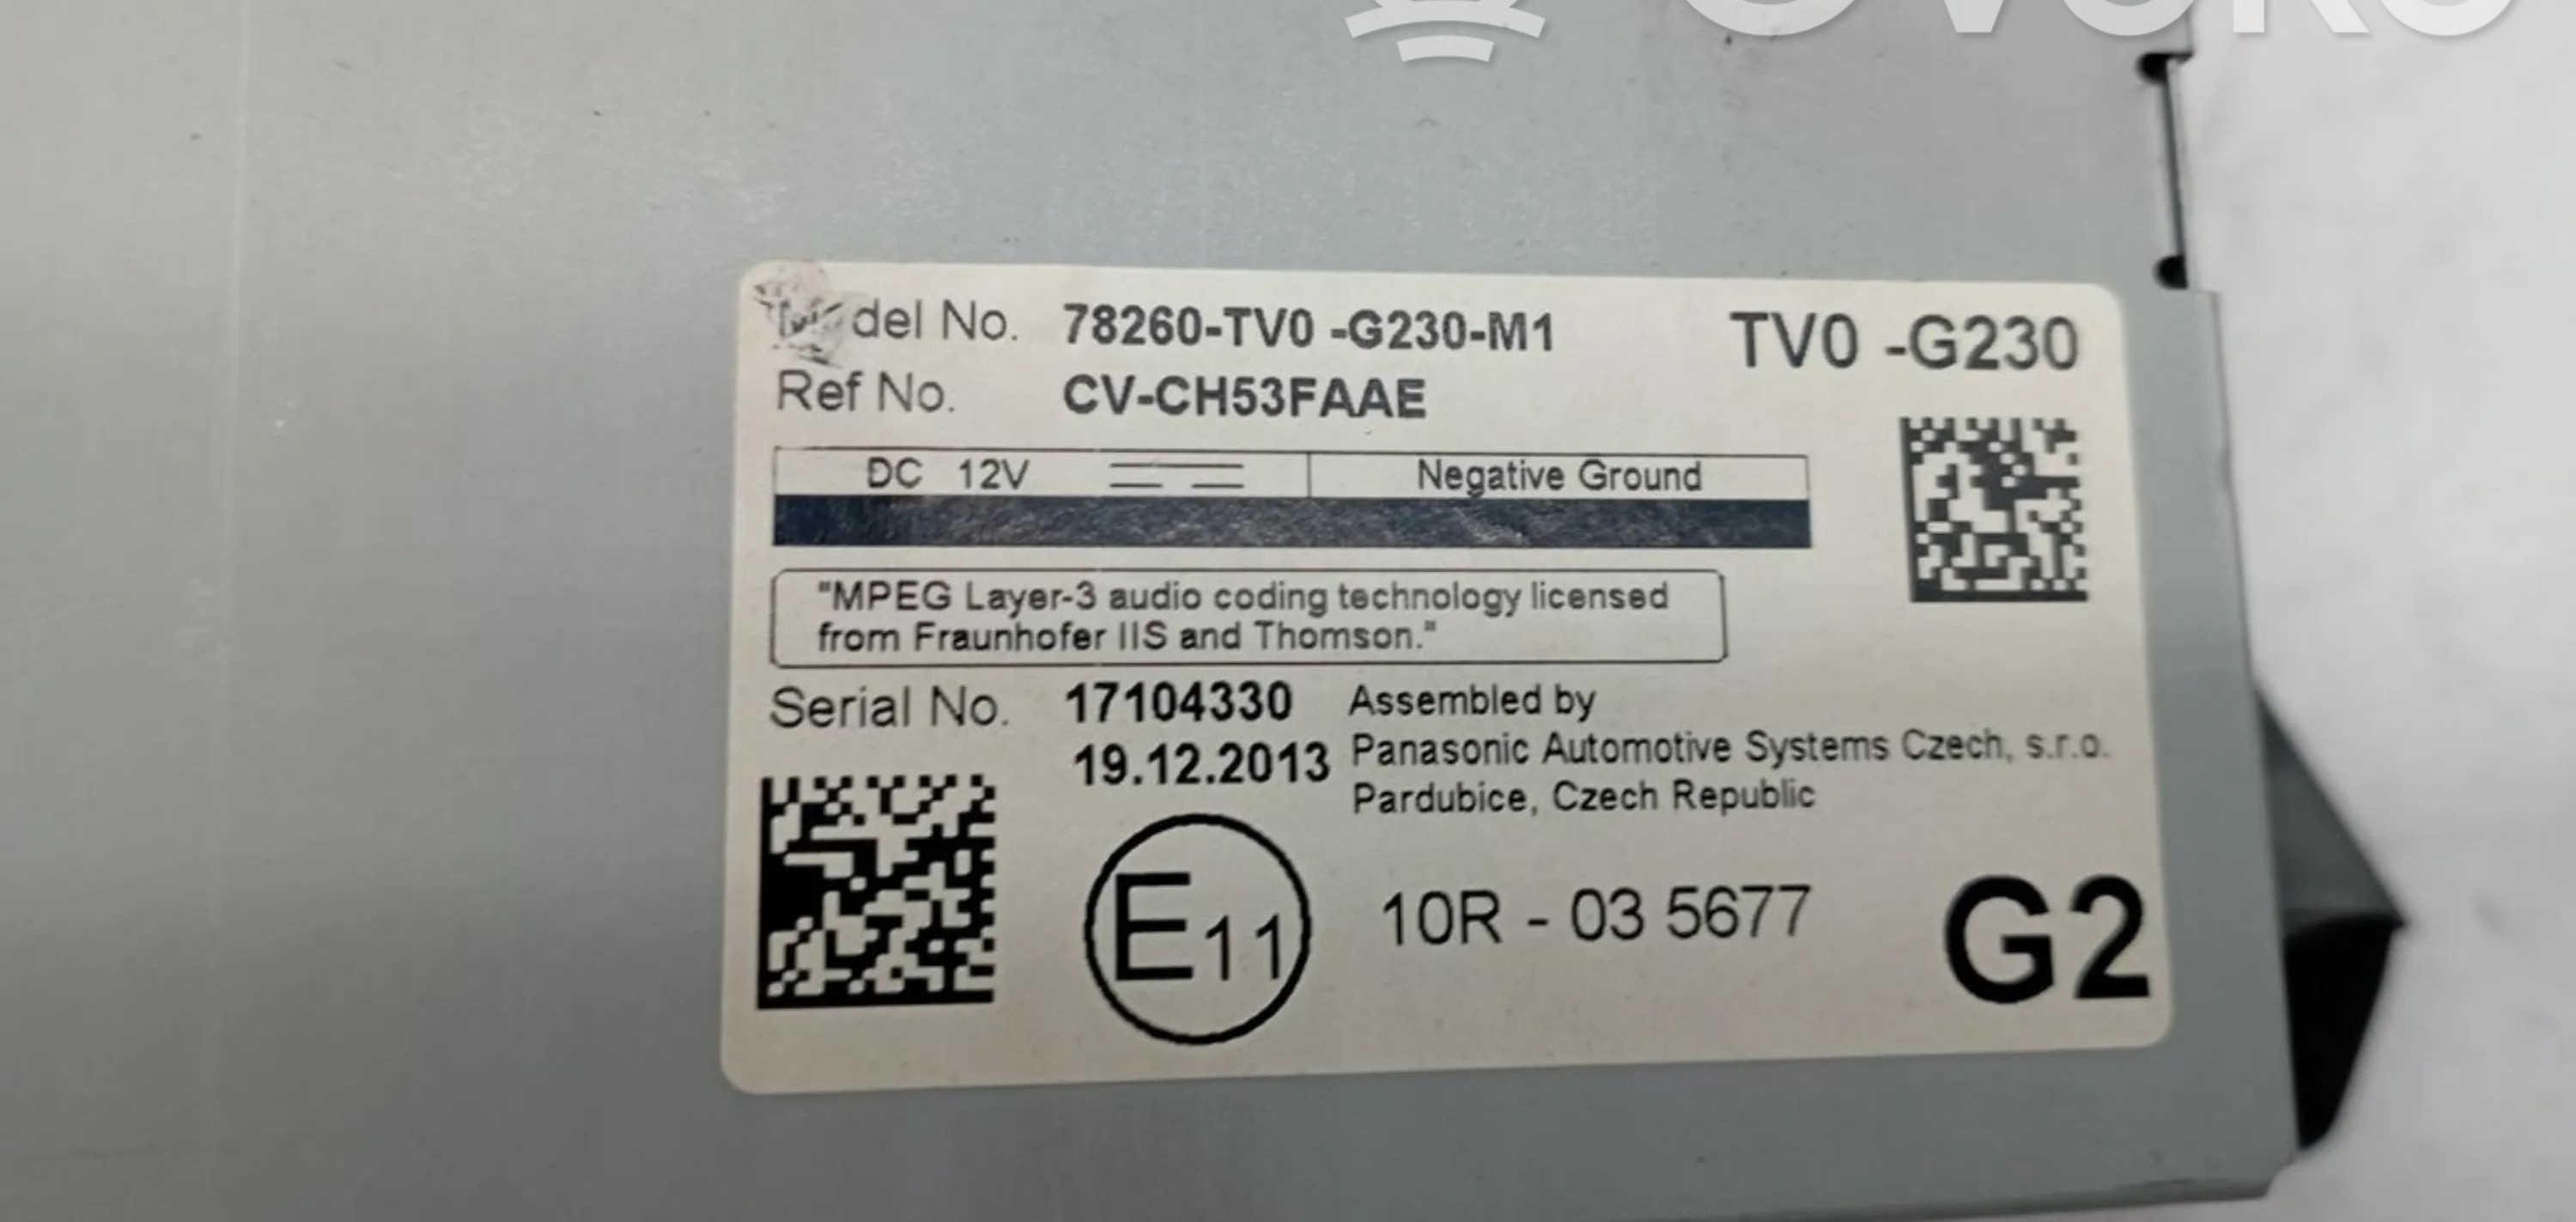 Model No. 78260-TV0 -G230-M1 TV0 -G230
Ref No. CV-CH53FAAE
DC 12V Negative Ground
"MPEG Layer-3 audio coding technology licensed
from Fraunhofer IIS and Thomson."
Serial No. 17104330 Assembled by
19.12.2013 Panasonic Automotive Systems Czech, s.r.o.
Pardubice, Czech Republic
E11 10R - 03 5677 G2